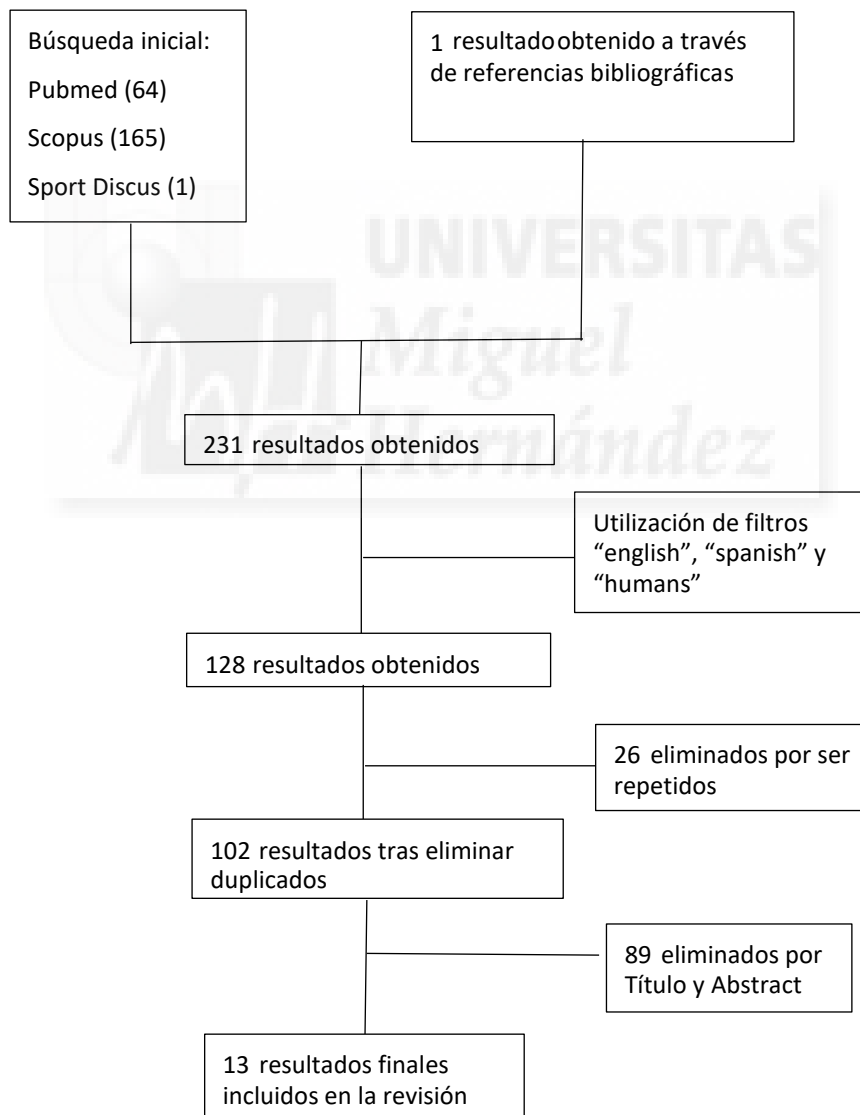 Búsqueda inicial:
Pubmed (64)
Scopus (165)
Sport Discus (1)
1 resultado obtenido a través
de referencias bibliográficas
UNIVERSITAS
Miguel
Hernández
231 resultados obtenidos
Utilización de filtros
“english”, “spanish” y
“humans”
128 resultados obtenidos
26 eliminados por ser
repetidos
102 resultados tras eliminar
duplicados
89 eliminados por
Título y Abstract
13 resultados finales
incluidos en la revisión